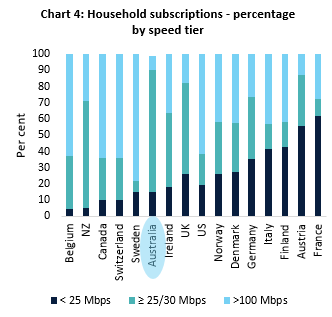 Chart 4: Household subscriptions - percentage
by speed tier
Per cent
100
90
80
70
60
50
40
30
20
10
0
Belgium
NZ
Canada
Switzerland
Sweden
Australia
Ireland
UK
US
Norway
Denmark
Germany
Italy
Finland
Austria
France
< 25 Mbps ≥ 25/30 Mbps >100 Mbps